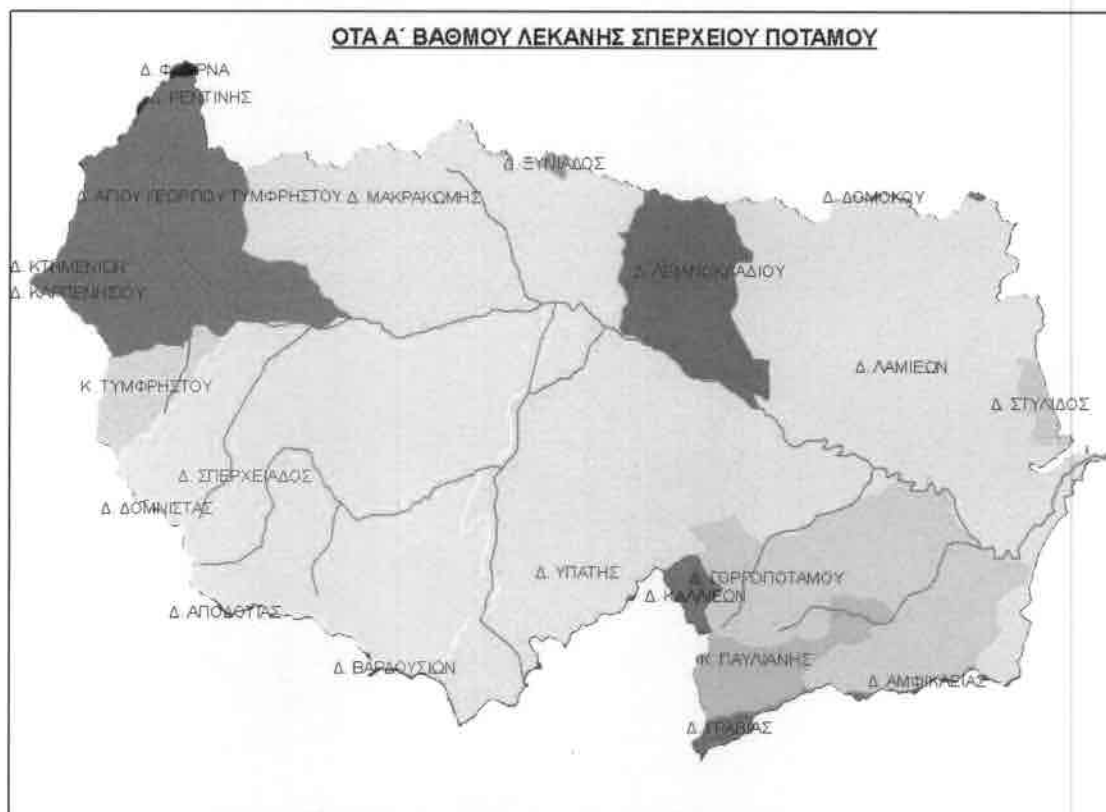 ΟΤΑ Α΄ ΒΑΘΜΟΥ ΛΕΚΑΝΗΣ ΣΠΕΡΧΕΙΟΥ ΠΟΤΑΜΟΥ
Δ. ΦΟΥΡΝΑ
Δ. ΡΕΝΤΙΝΗΣ
Δ. ΞΥΝΙΑΔΟΣ
Δ. ΑΓΙΟΥ ΓΕΩΡΓΙΟΥ ΤΥΜΦΡΗΣΤΟΥ Δ. ΜΑΚΡΑΚΩΜΗΣ
Δ. ΔΟΜΟΚΟΥ
Δ. ΚΤΗΜΕΝΙΩΝ
Δ. ΛΕΙΑΝΟΚΛΑΔΙΟΥ
Δ. ΚΑΡΠΕΝΗΣΙΟΥ
Δ. ΛΑΜΙΕΩΝ
Κ. ΤΥΜΦΡΗΣΤΟΥ
Δ. ΣΤΥΛΙΔΟΣ
Δ. ΣΠΕΡΧΕΙΑΔΟΣ
Δ. ΔΟΜΝΙΣΤΑΣ
Δ. ΥΠΑΤΗΣ
Δ. ΓΟΡΓΟΠΟΤΑΜΟΥ
Δ. ΚΑΛΛΙΕΩΝ
Δ. ΑΠΟΔΟΤΙΑΣ
Δ. ΒΑΡΔΟΥΣΙΩΝ
Κ. ΠΑΥΛΙΑΝΗΣ
Δ. ΑΜΦΙΚΛΕΙΑΣ
Δ. ΓΡΑΒΙΑΣ